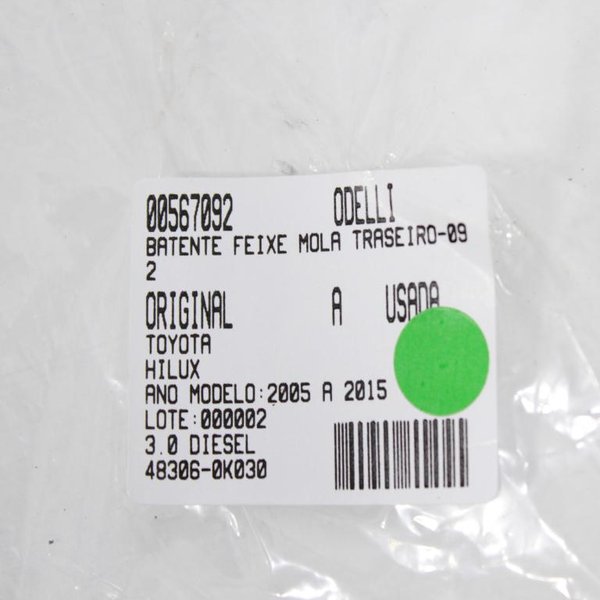 00567092 ODELLI
BATENTE FEIXE MOLA TRASEIRO-09
2
ORIGINAL A USADA
TOYOTA
HILUX
ANO MODELO:2005 A 2015
LOTE:000002
3.0 DIESEL
48306-0K030